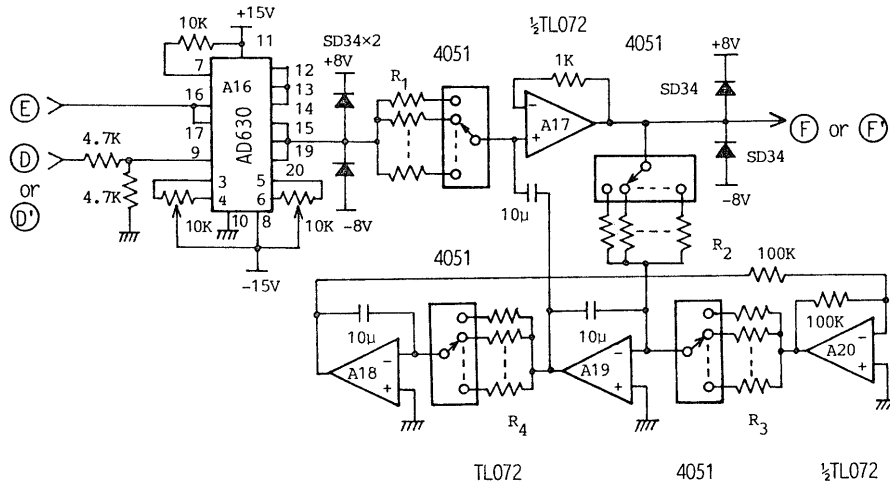 ½TL072
+15V
10K
11
SD34×2
4051
4051
+8V
+8V
7
A16
12
R1
1K
13
SD34
E
16
14
−
A17
F or F'
17
AD630
15
+
D
4.7K
9
19
SD34
or
20
10μ
−8V
D'
4.7K
3
5
4
6
10K
10
8
10K
−8V
R2
−15V
4051
100K
10μ
10μ
100K
A18
−
+
A19
−
+
A20
−
+
R4
R3
TL072
4051
½TL072